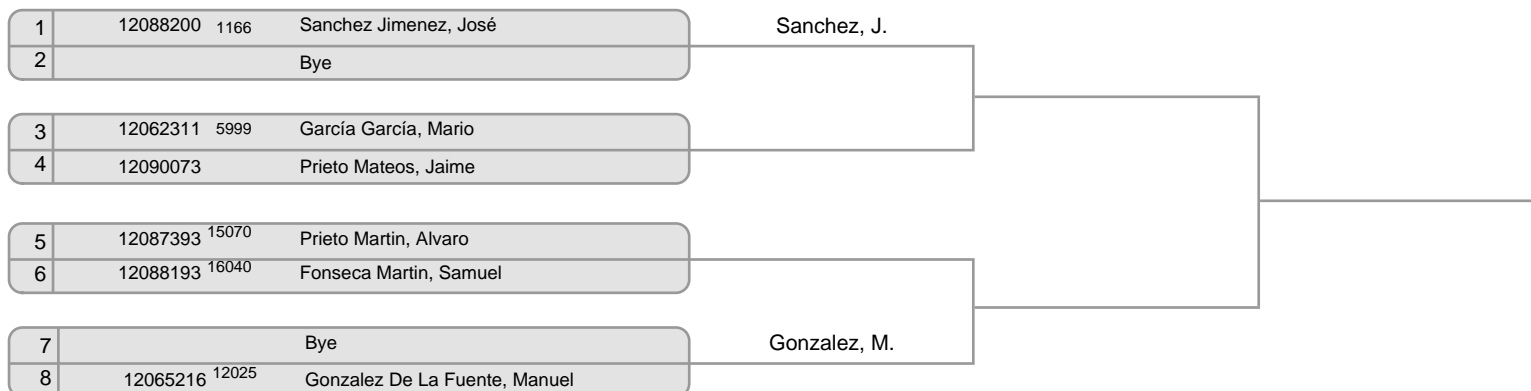 1 12088200 1166 Sanchez Jimenez, José Sanchez, J.
2 Bye
3 12062311 5999 García García, Mario
4 12090073 Prieto Mateos, Jaime
5 12087393 15070 Prieto Martin, Alvaro
6 12088193 16040 Fonseca Martin, Samuel
7 Bye Gonzalez, M.
8 12065216 12025 Gonzalez De La Fuente, Manuel